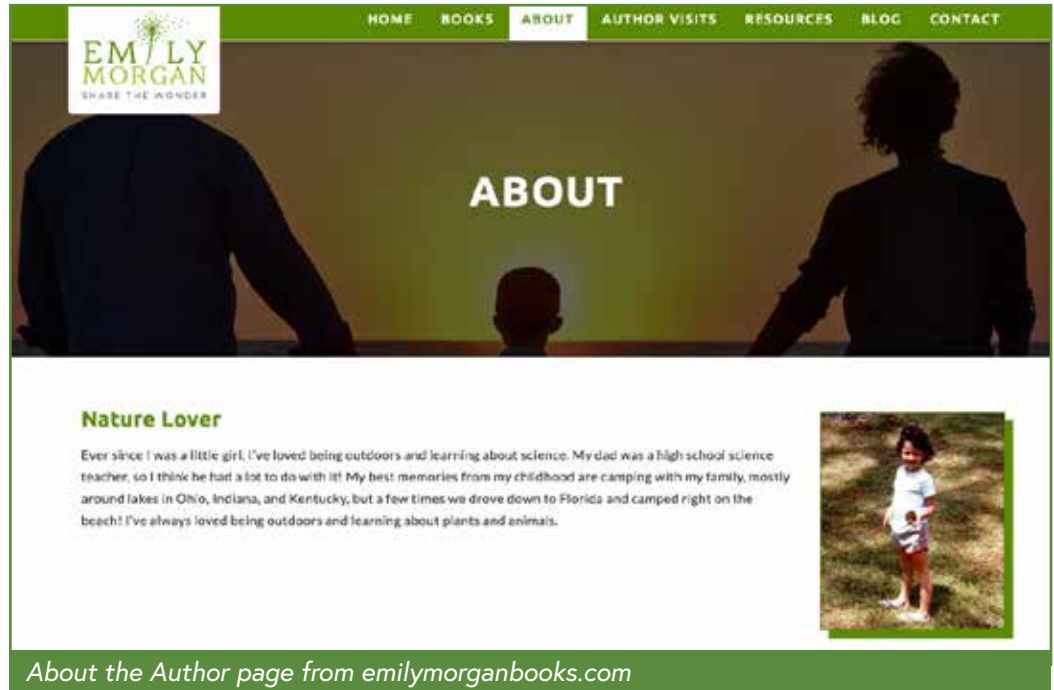 HOME BOOKS ABOUT AUTHOR VISITS RESOURCES BLOG CONTACT
EMILY
MORGAN
SHARE THE WONDER
ABOUT
Nature Lover
Ever since I was a little girl, I've loved being outdoors and learning about science. My dad was a high school science
teacher, so I think he had a lot to do with it! My best memories from my childhood are camping with my family, mostly
around lakes in Ohio, Indiana, and Kentucky, but a few times we drove down to Florida and camped right on the
beach! I've always loved being outdoors and learning about plants and animals.
About the Author page from emilymorganbooks.com